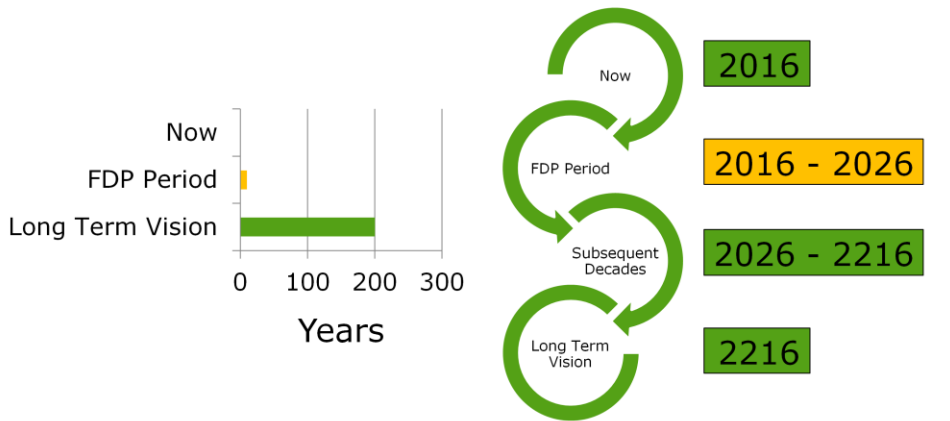 Now
FDP Period
Long Term Vision
0 100 200 300
Years
Now
FDP Period
Subsequent
Decades
Long Term
Vision
2016
2016 - 2026
2026 - 2216
2216